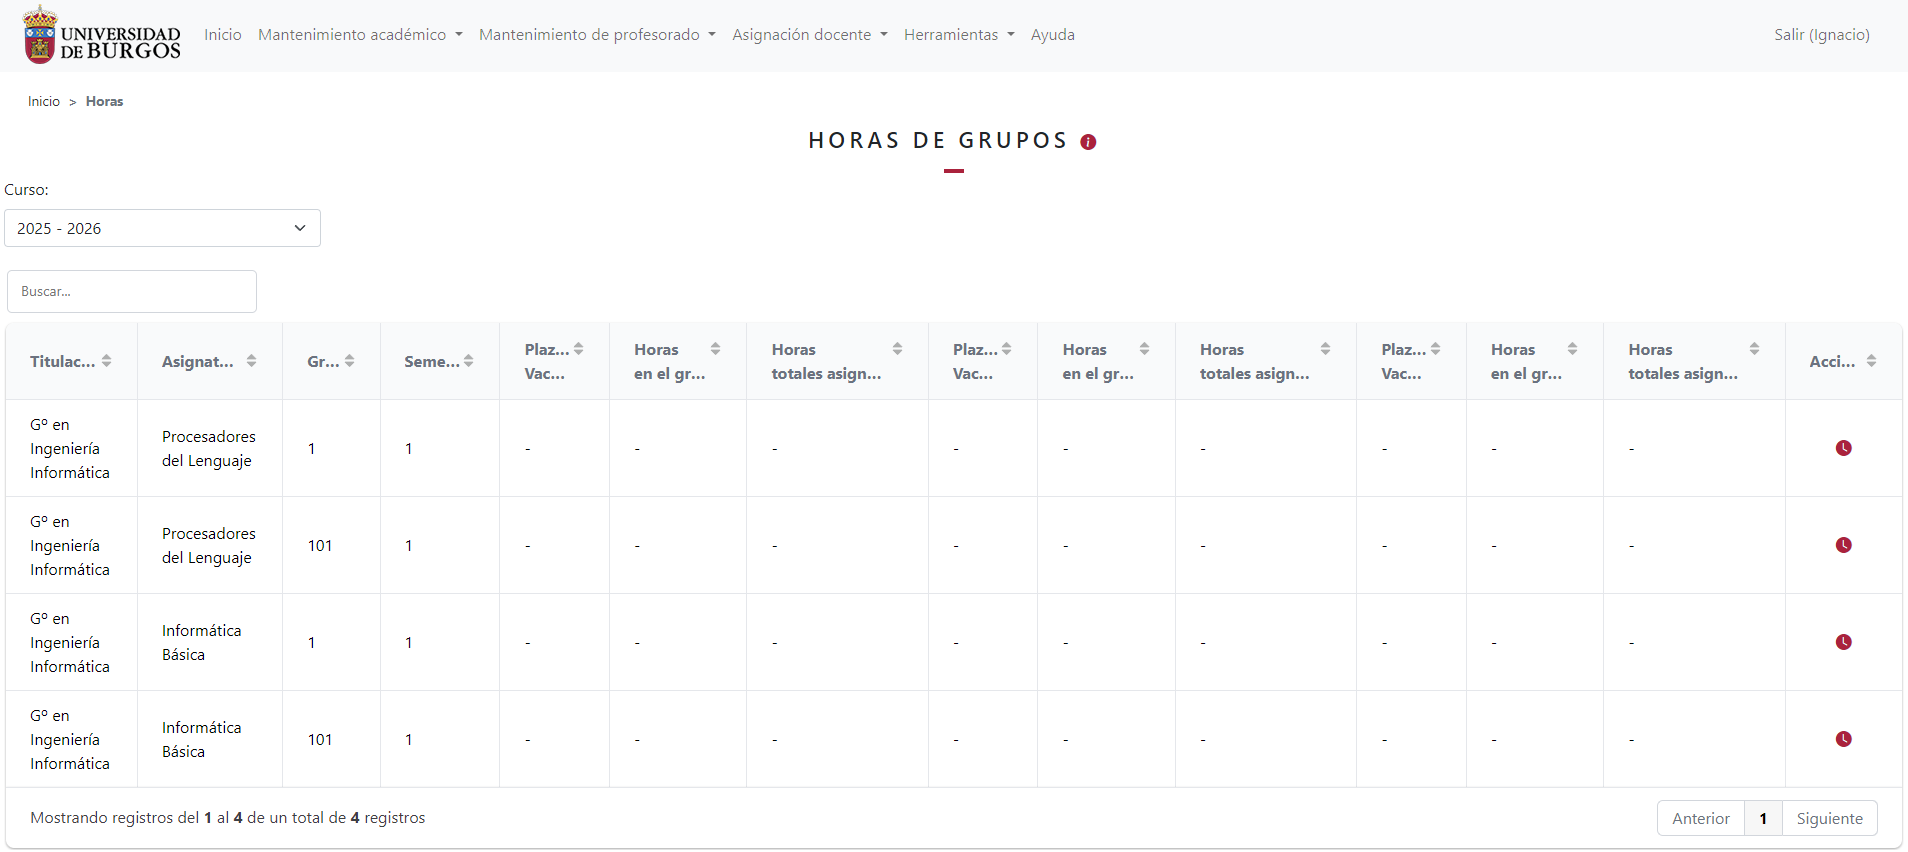 UNIVERSIDAD
DE BURGOS
Inicio Mantenimiento académico Mantenimiento de profesorado Asignación docente Herramientas Ayuda Salir (Ignacio)
Inicio > Horas
HORAS DE GRUPOS i
Curso:
2025 - 2026
Buscar...
Titulac... Asignat... Gr... Seme... Plaz... Vac... Horas en el gr... Horas totales asign... Plaz... Vac... Horas en el gr... Horas totales asign... Plaz... Vac... Horas en el gr... Horas totales asign... Acci...
Gº en Ingeniería Informática Procesadores del Lenguaje 1 1 - - - - - - - - -
Gº en Ingeniería Informática Procesadores del Lenguaje 101 1 - - - - - - - - -
Gº en Ingeniería Informática Informática Básica 1 1 - - - - - - - - -
Gº en Ingeniería Informática Informática Básica 101 1 - - - - - - - - -
Mostrando registros del 1 al 4 de un total de 4 registros Anterior 1 Siguiente